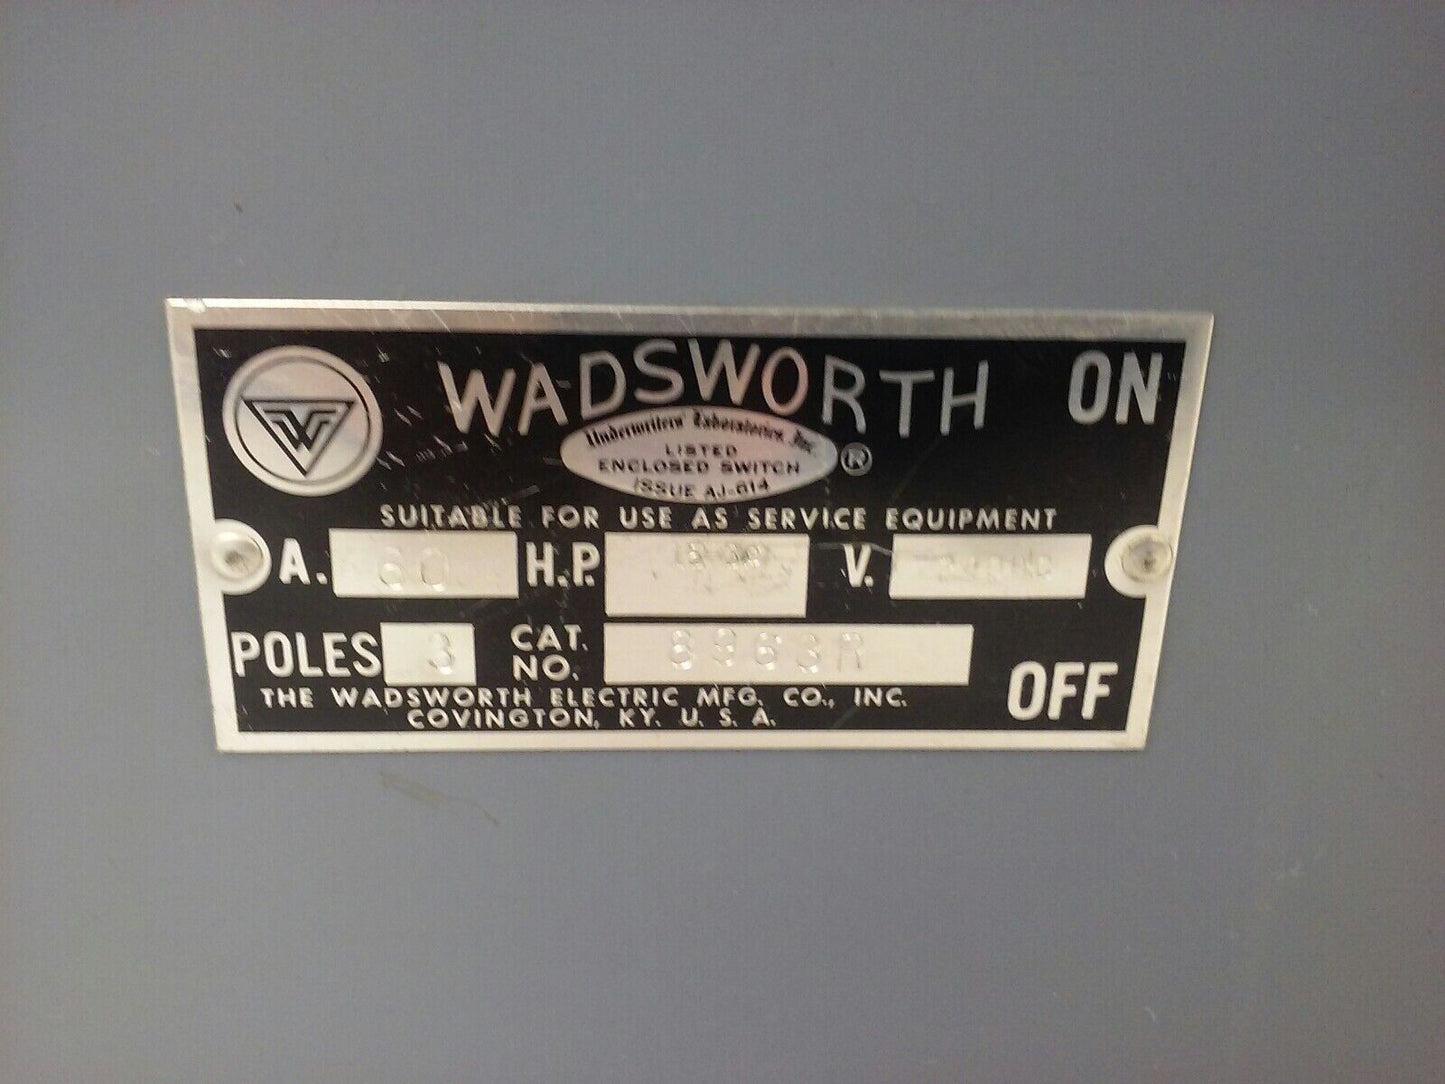 WADSWORTH ON
W
Underwriters' Laboratories, Inc. ®
LISTED
ENCLOSED SWITCH
ISSUE AJ-614
SUITABLE FOR USE AS SERVICE EQUIPMENT
A. 60 H.P. V.
POLES 3 CAT. NO. 8963R
OFF
THE WADSWORTH ELECTRIC MFG. CO., INC.
COVINGTON, KY. U. S. A.